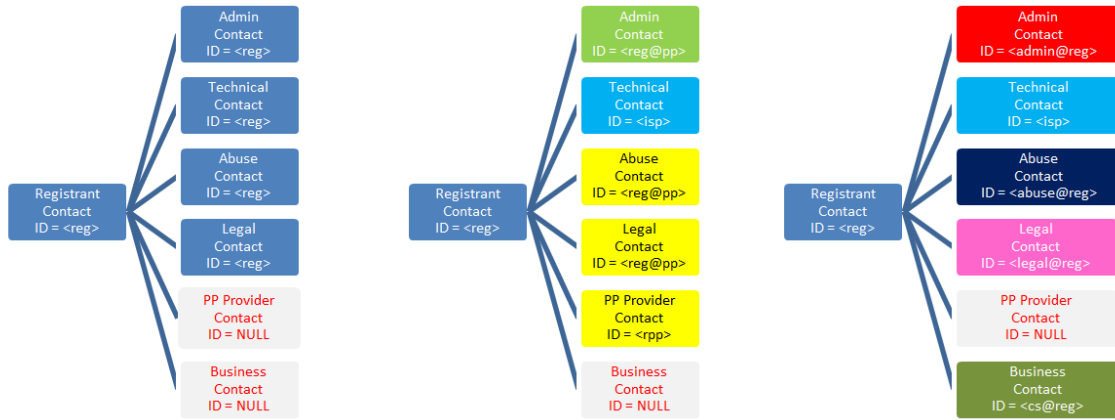 Admin
Contact
ID = <reg>
Technical
Contact
ID = <reg>
Abuse
Contact
ID = <reg>
Registrant
Contact
ID = <reg>
Legal
Contact
ID = <reg>
PP Provider
Contact
ID = NULL
Business
Contact
ID = NULL
Admin
Contact
ID = <reg@pp>
Technical
Contact
ID = <isp>
Abuse
Contact
ID = <reg@pp>
Registrant
Contact
ID = <reg>
Legal
Contact
ID = <reg@pp>
PP Provider
Contact
ID = <rpp>
Business
Contact
ID = NULL
Admin
Contact
ID = <admin@reg>
Technical
Contact
ID = <isp>
Abuse
Contact
ID = <abuse@reg>
Registrant
Contact
ID = <reg>
Legal
Contact
ID = <legal@reg>
PP Provider
Contact
ID = NULL
Business
Contact
ID = <cs@reg>